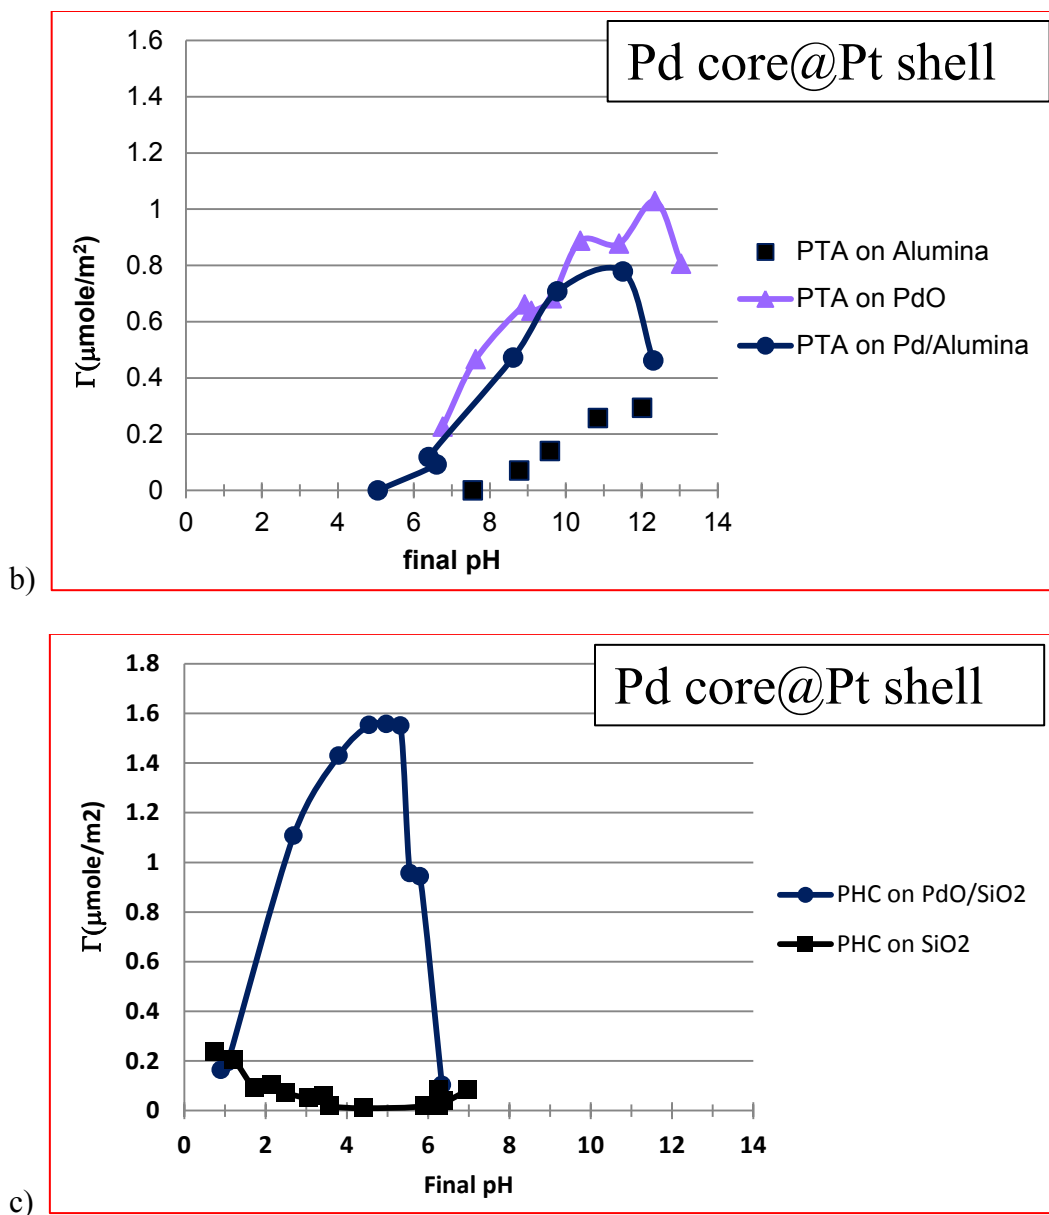 Pd core@Pt shell
1.6
1.4
1.2
1
0.8
0.6
0.4
0.2
0
Γ(μmole/m²)
0 2 4 6 8 10 12 14
final pH
PTA on Alumina
PTA on PdO
PTA on Pd/Alumina
b)
Pd core@Pt shell
1.8
1.6
1.4
1.2
1
0.8
0.6
0.4
0.2
0
Γ(μmole/m2)
0 2 4 6 8 10 12 14
Final pH
PHC on PdO/SiO2
PHC on SiO2
c)